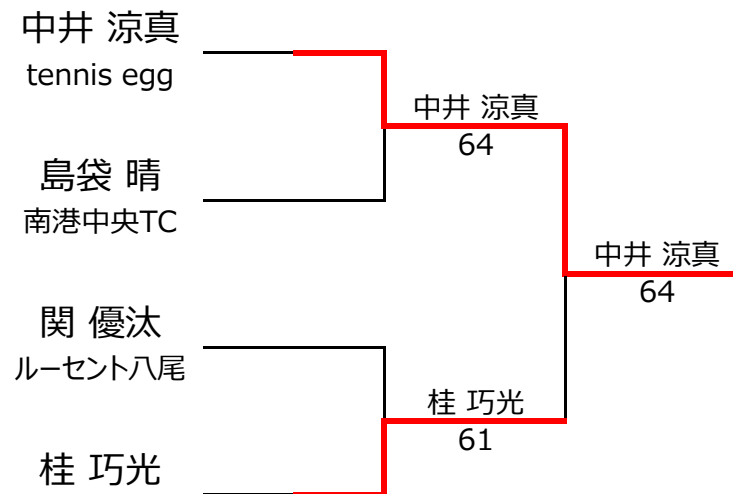 中井 涼真
tennis egg
島袋 晴
南港中央TC
関 優汰
ルーセント八尾
桂 巧光
中井 涼真
64
桂 巧光
61
中井 涼真
64